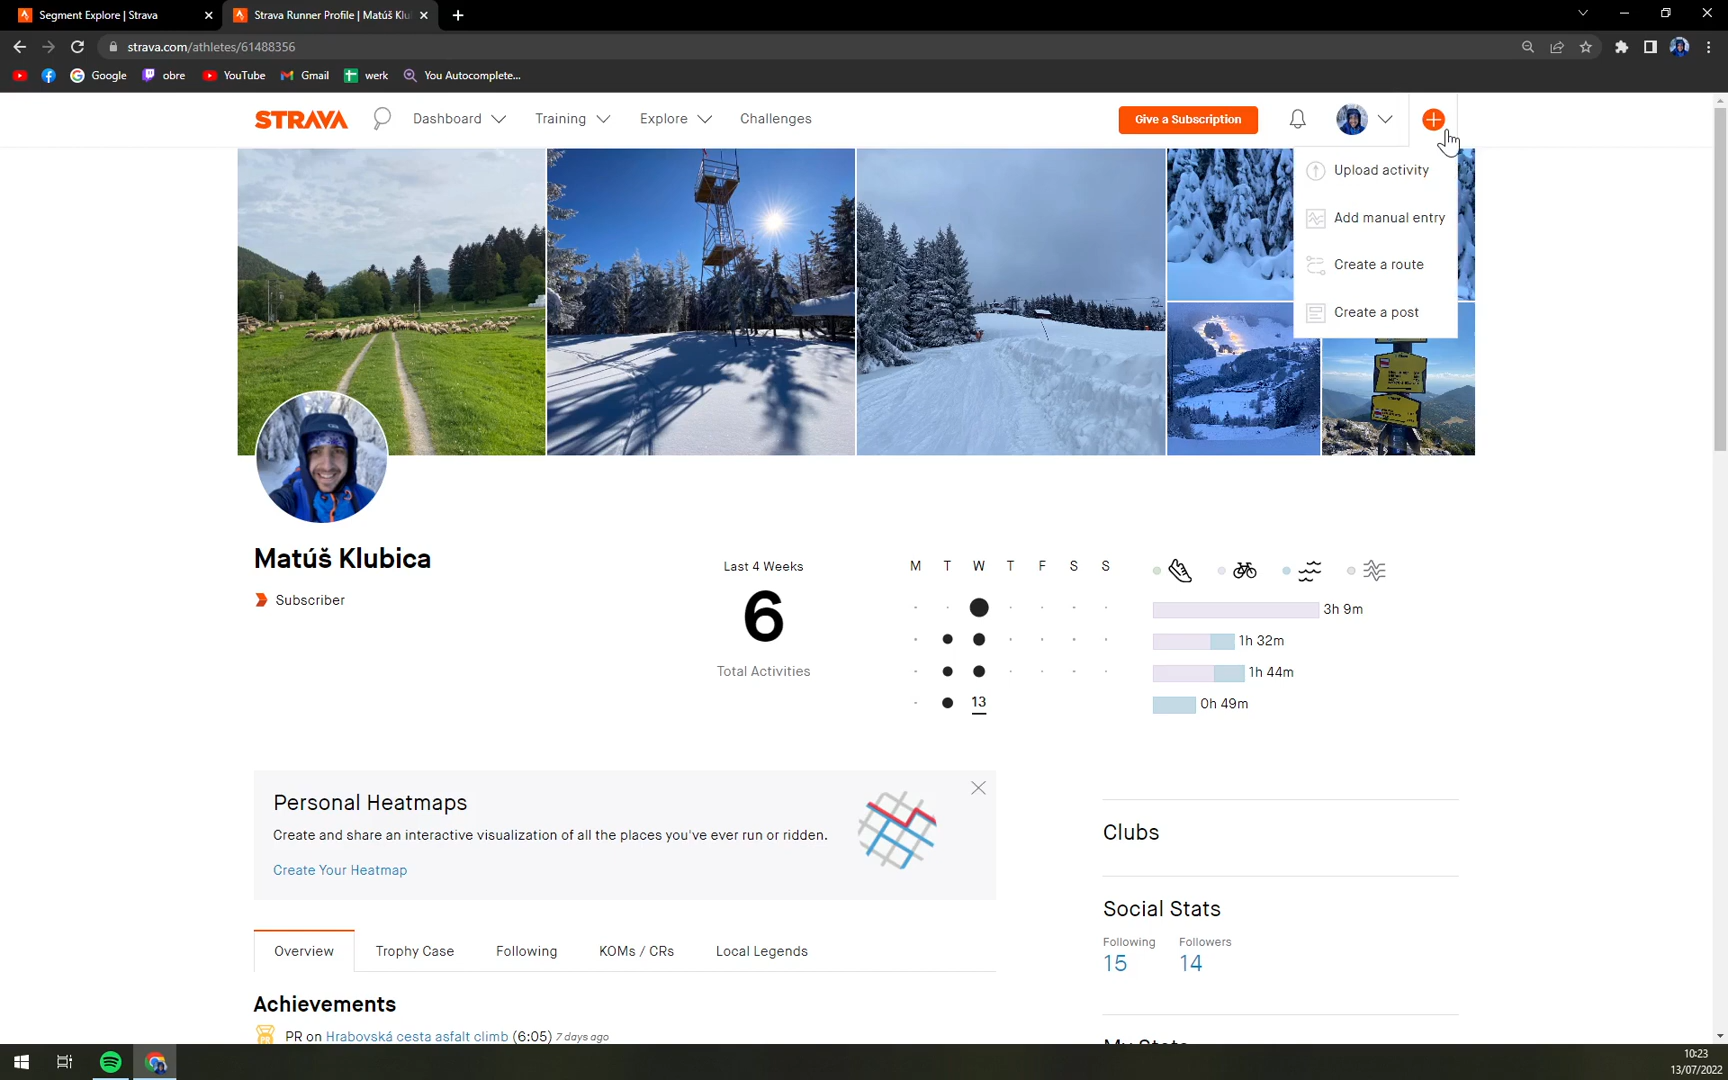 Segment Explore | Strava
Strava Runner Profile | Matúš Klu
strava.com/athletes/61488356
Google
obre
YouTube
Gmail
werk
You Autocomplete...
STRAVA
Dashboard
Training
Explore
Challenges
Give a Subscription
Upload activity
Add manual entry
Create a route
Create a post
Matúš Klubica
Subscriber
Last 4 Weeks
6
Total Activities
M T W T F S S
13
3h 9m
1h 32m
1h 44m
0h 49m
Personal Heatmaps
Create and share an interactive visualization of all the places you've ever run or ridden.
Create Your Heatmap
Clubs
Social Stats
Following Followers
15 14
Overview
Trophy Case
Following
KOMs / CRs
Local Legends
Achievements
PR on Hrabovská cesta asfalt climb (6:05) 7 days ago
10:23
13/07/2022